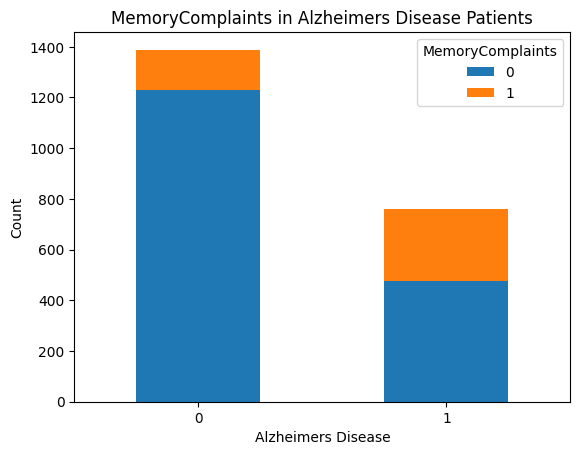 MemoryComplaints in Alzheimers Disease Patients
MemoryComplaints
0
1
1400
1200
1000
800
600
400
200
0
Count
0 1
Alzheimers Disease